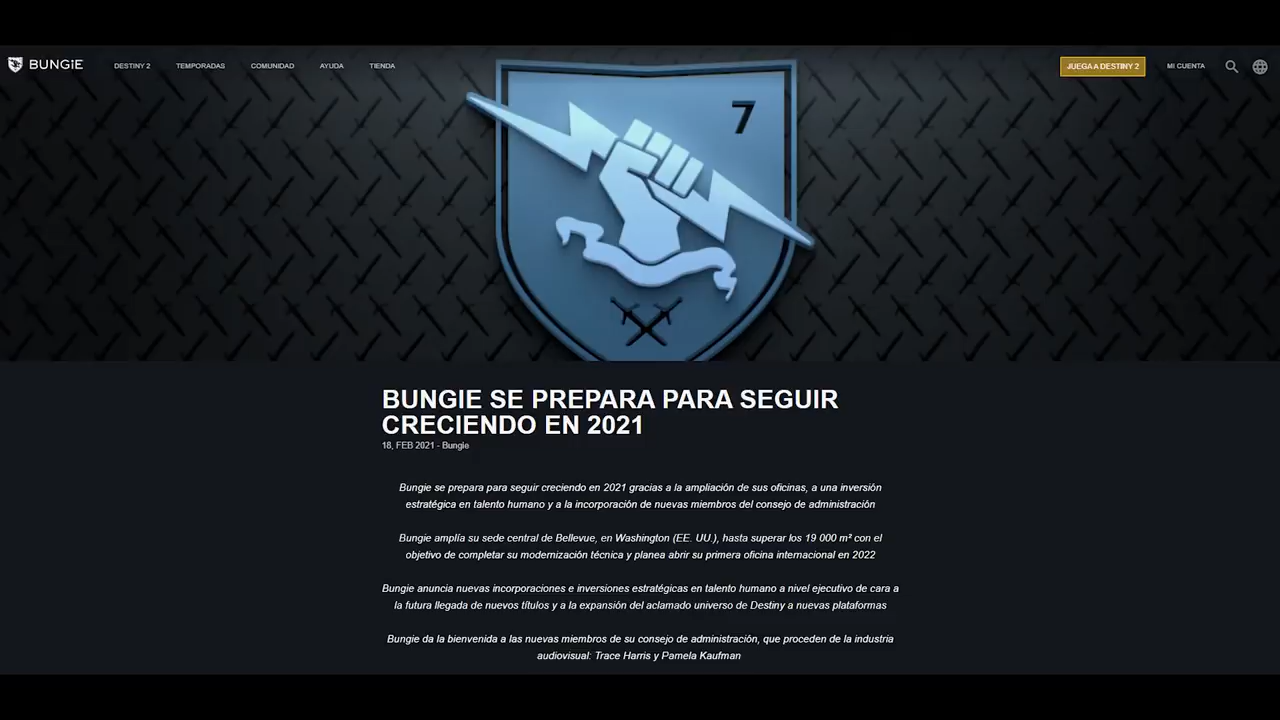 BUNGiE
DESTINY 2
TEMPORADAS
COMUNIDAD
AYUDA
TIENDA
JUEGA A DESTINY 2
MI CUENTA
7
BUNGIE SE PREPARA PARA SEGUIR
CRECIENDO EN 2021
18, FEB 2021 - Bungie
Bungie se prepara para seguir creciendo en 2021 gracias a la ampliación de sus oficinas, a una inversión
estratégica en talento humano y a la incorporación de nuevas miembros del consejo de administración
Bungie amplía su sede central de Bellevue, en Washington (EE. UU.), hasta superar los 19 000 m² con el
objetivo de completar su modernización técnica y planea abrir su primera oficina internacional en 2022
Bungie anuncia nuevas incorporaciones e inversiones estratégicas en talento humano a nivel ejecutivo de cara a
la futura llegada de nuevos títulos y a la expansión del aclamado universo de Destiny a nuevas plataformas
Bungie da la bienvenida a las nuevas miembros de su consejo de administración, que proceden de la industria
audiovisual: Trace Harris y Pamela Kaufman